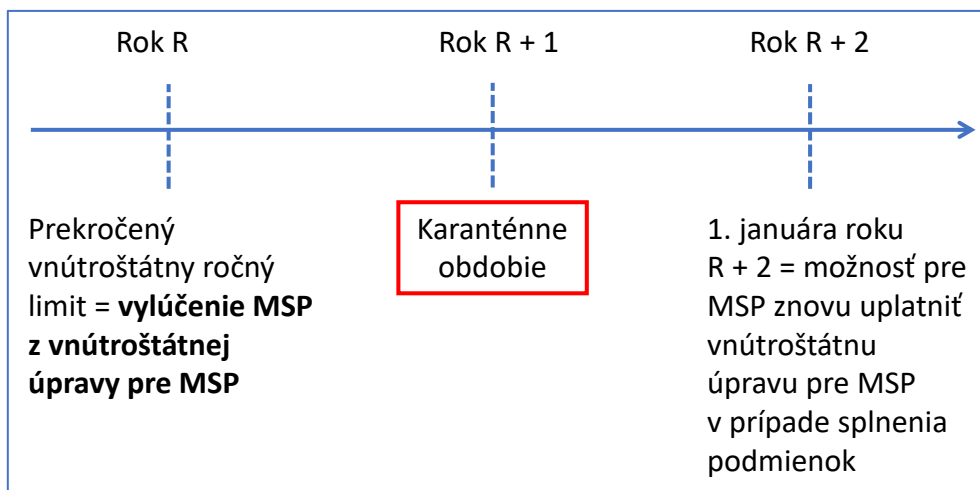 Rok R
Rok R + 1
Rok R + 2
Prekročený
vnútroštátny ročný
limit = vylúčenie MSP
z vnútroštátnej
úpravy pre MSP
Karanténne
obdobie
1. januára roku
R + 2 = možnosť pre
MSP znovu uplatniť
vnútroštátnu
úpravu pre MSP
v prípade splnenia
podmienok